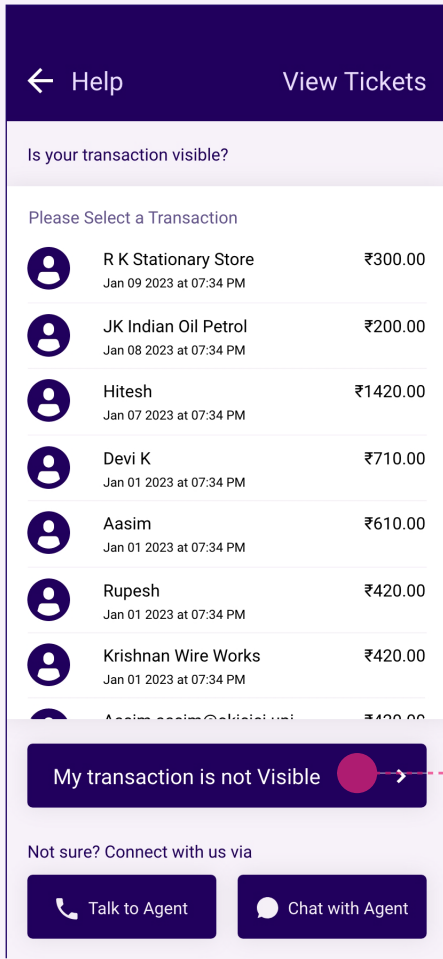 Help
View Tickets
Is your transaction visible?
Please Select a Transaction
R K Stationary Store ₹300.00
Jan 09 2023 at 07:34 PM
JK Indian Oil Petrol ₹200.00
Jan 08 2023 at 07:34 PM
Hitesh ₹1420.00
Jan 07 2023 at 07:34 PM
Devi K ₹710.00
Jan 01 2023 at 07:34 PM
Aasim ₹610.00
Jan 01 2023 at 07:34 PM
Rupesh ₹420.00
Jan 01 2023 at 07:34 PM
Krishnan Wire Works ₹420.00
Jan 01 2023 at 07:34 PM
My transaction is not Visible
Not sure? Connect with us via
Talk to Agent
Chat with Agent